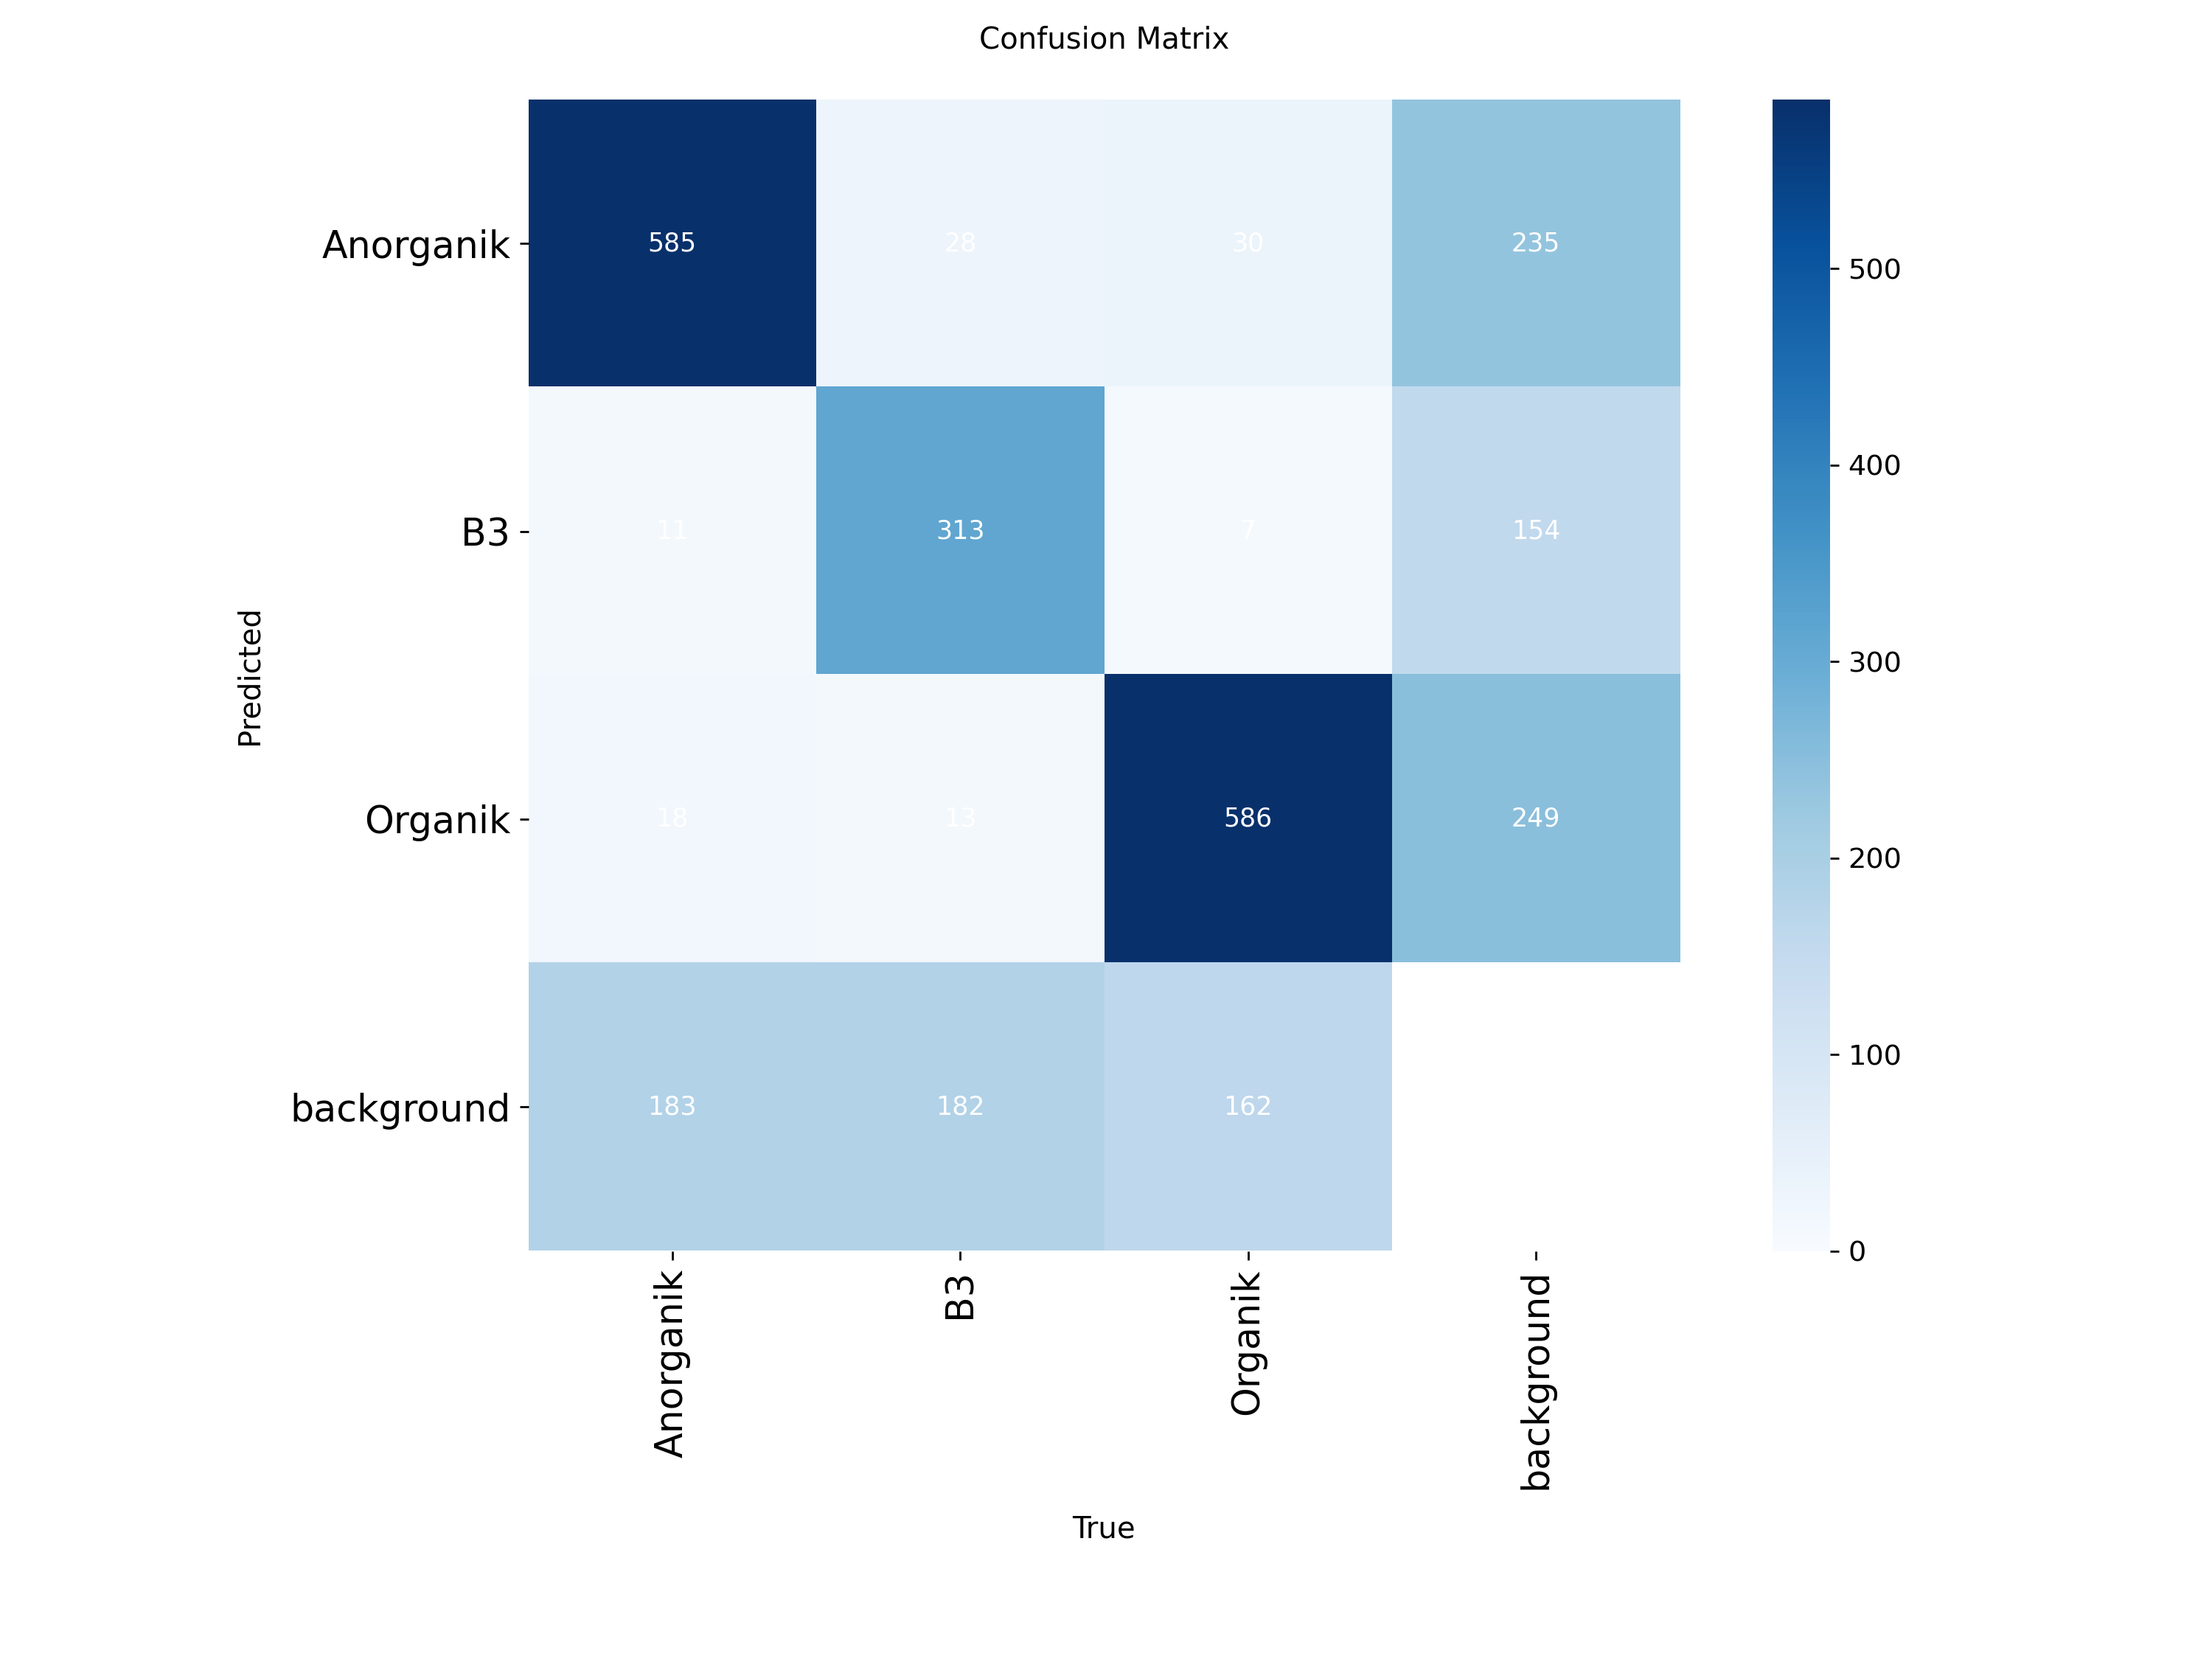 Confusion Matrix
Anorganik 585 28 30 235
B3 11 313 7 154
Organik 18 13 586 249
background 183 182 162
Anorganik B3 Organik background
Predicted
True
500
400
300
200
100
0